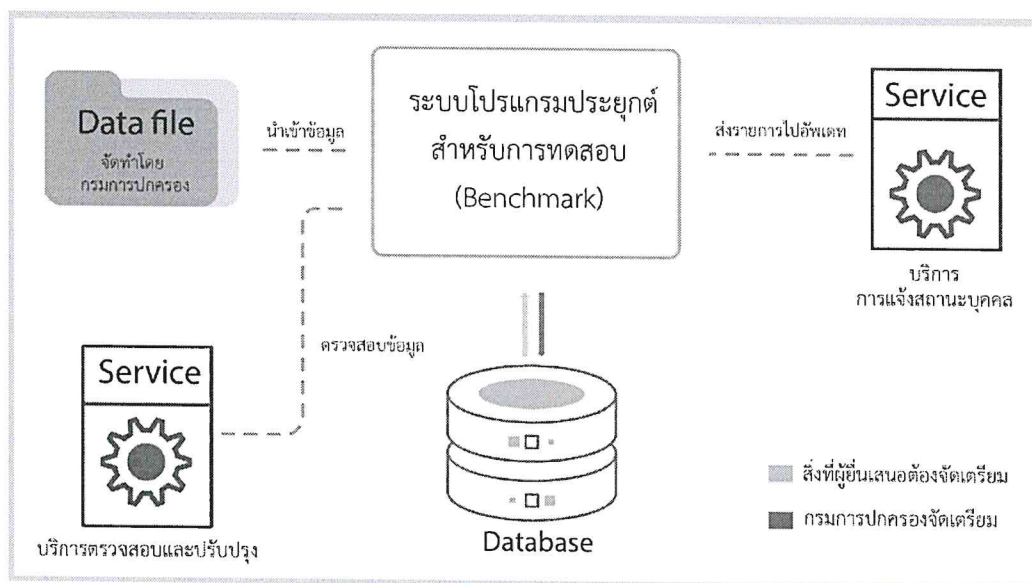 Data file
จัดทำโดย
กรมการปกครอง
นำเข้าข้อมูล
ระบบโปรแกรมประยุกต์
สำหรับการทดสอบ
(Benchmark)
ส่งรายการไปอัพเดท
Service
บริการ
การแจ้งสถานะบุคคล
ตรวจสอบข้อมูล
Service
บริการตรวจสอบและปรับปรุง
Database
สิ่งที่ผู้ยื่นเสนอต้องจัดเตรียม
กรมการปกครองจัดเตรียม